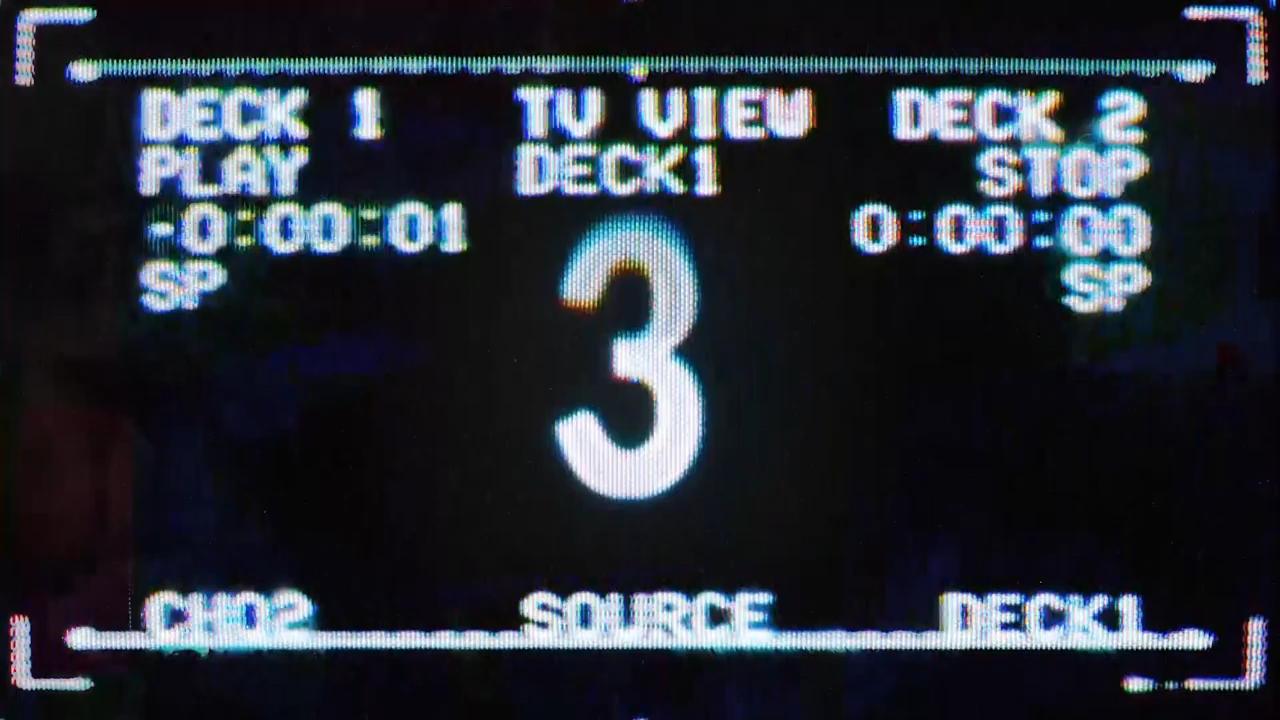 DECK 1 TV VIEW DECK 2
PLAY DECK1 STOP
-0:00:01 0:00:00
SP SP
3
CH02 SOURCE DECK1